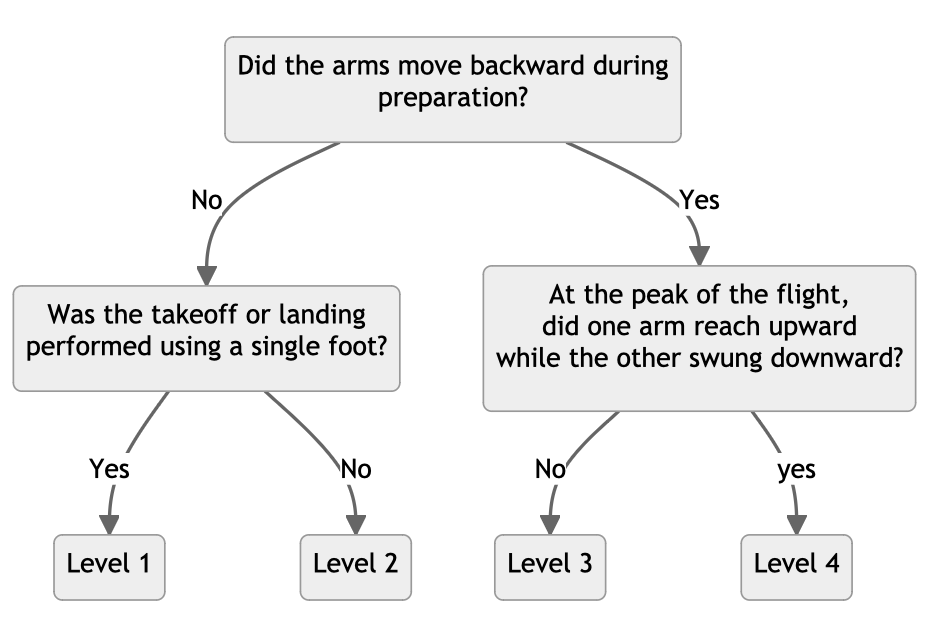 Did the arms move backward during
preparation?
No
Yes
Was the takeoff or landing
performed using a single foot?
At the peak of the flight,
did one arm reach upward
while the other swung downward?
Yes
No
No
yes
Level 1
Level 2
Level 3
Level 4